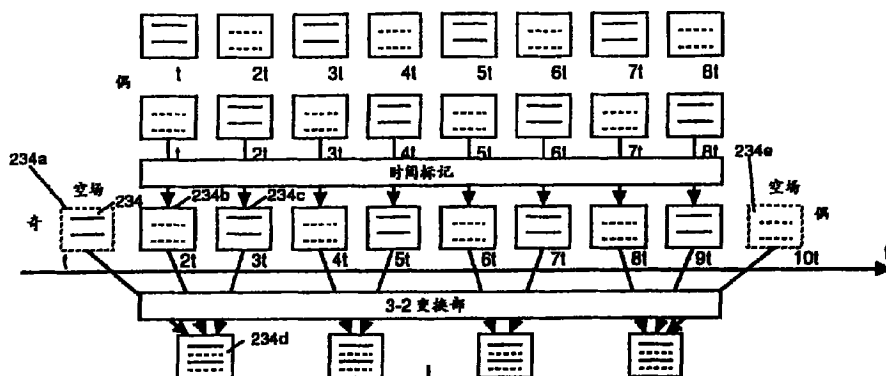 t 2t 3t 4t 5t 6t 7t 8t
偶
t 2t 3t 4t 5t 6t 7t 8t
234a
时间标记
234e
空场 234 234b 234c 空场
奇 偶
t 2t 3t 4t 5t 6t 7t 8t 9t 10t t
3-2变换部
234d